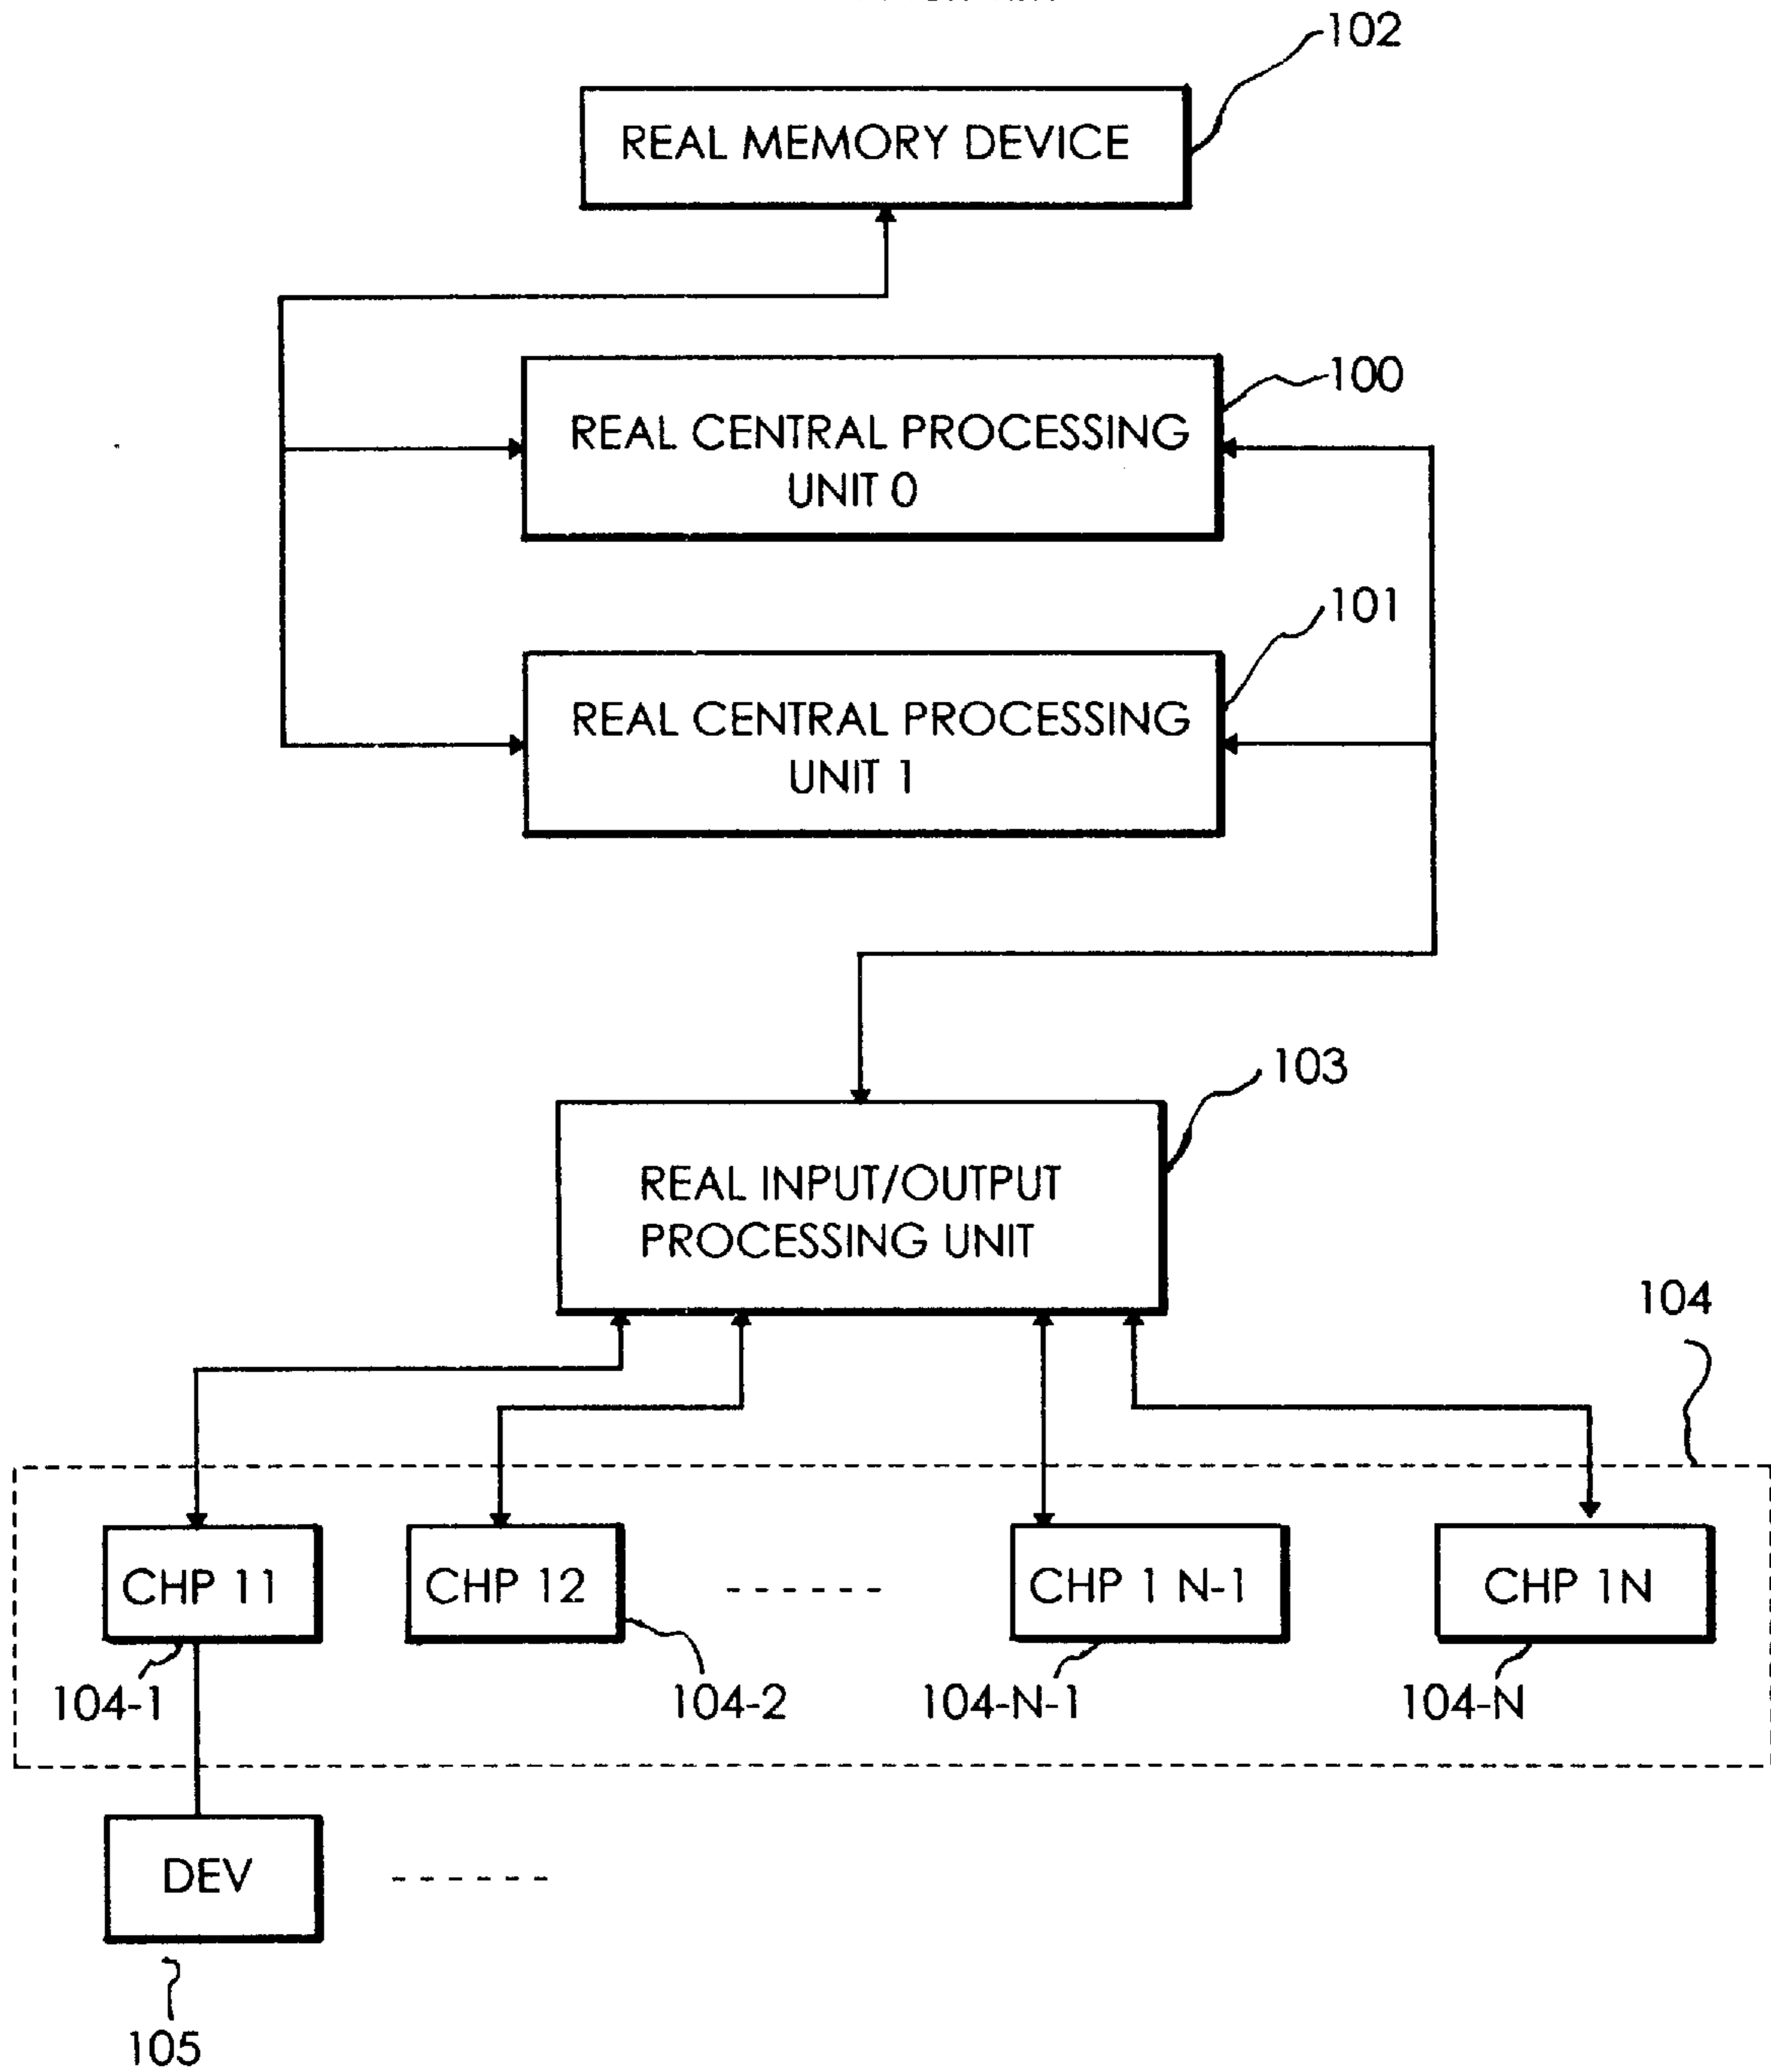 102
REAL MEMORY DEVICE
100
REAL CENTRAL PROCESSING
UNIT 0
101
REAL CENTRAL PROCESSING
UNIT 1
103
REAL INPUT/OUTPUT
PROCESSING UNIT
104
CHP 11
CHP 12
CHP 1 N-1
CHP 1N
104-1
104-2
104-N-1
104-N
DEV
105